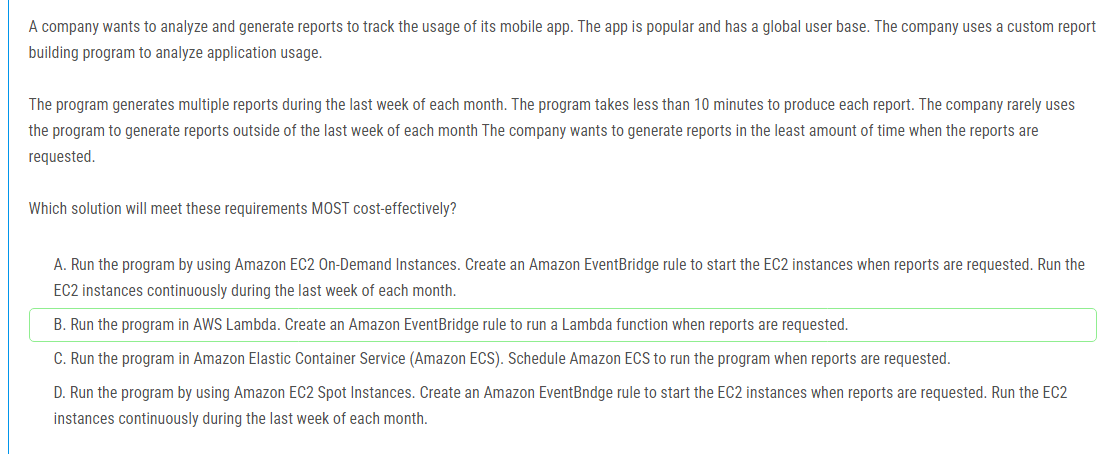 A company wants to analyze and generate reports to track the usage of its mobile app. The app is popular and has a global user base. The company uses a custom report
building program to analyze application usage.
The program generates multiple reports during the last week of each month. The program takes less than 10 minutes to produce each report. The company rarely uses
the program to generate reports outside of the last week of each month The company wants to generate reports in the least amount of time when the reports are
requested.
Which solution will meet these requirements MOST cost-effectively?
A. Run the program by using Amazon EC2 On-Demand Instances. Create an Amazon EventBridge rule to start the EC2 instances when reports are requested. Run the
EC2 instances continuously during the last week of each month.
B. Run the program in AWS Lambda. Create an Amazon EventBridge rule to run a Lambda function when reports are requested.
C. Run the program in Amazon Elastic Container Service (Amazon ECS). Schedule Amazon ECS to run the program when reports are requested.
D. Run the program by using Amazon EC2 Spot Instances. Create an Amazon EventBndge rule to start the EC2 instances when reports are requested. Run the EC2
instances continuously during the last week of each month.